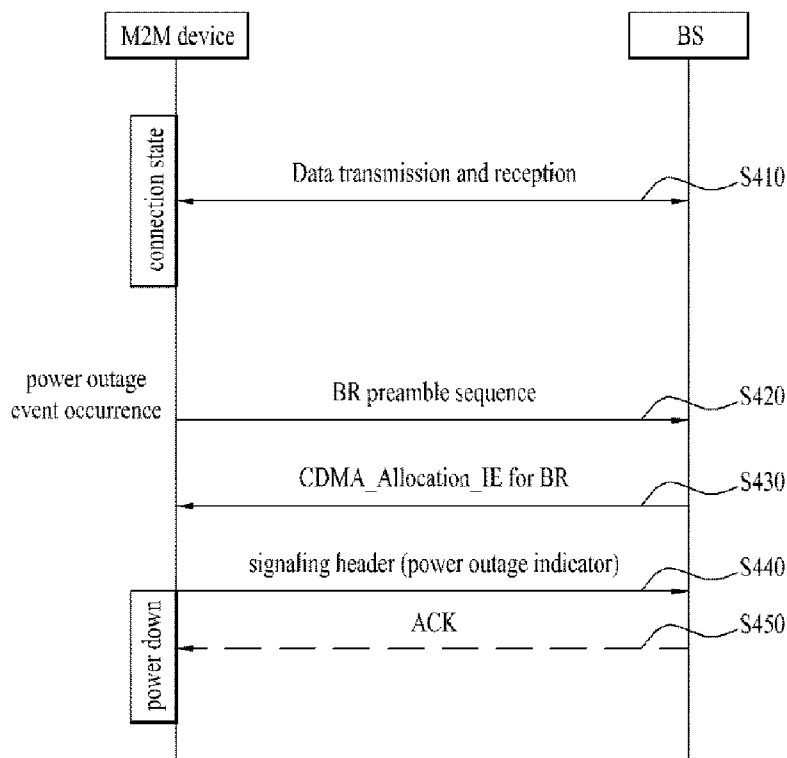 M2M device
BS
connection state
Data transmission and reception
S410
power outage
event occurrence
BR preamble sequence
S420
CDMA_Allocation_IE for BR
S430
signaling header (power outage indicator)
S440
power down
ACK
S450